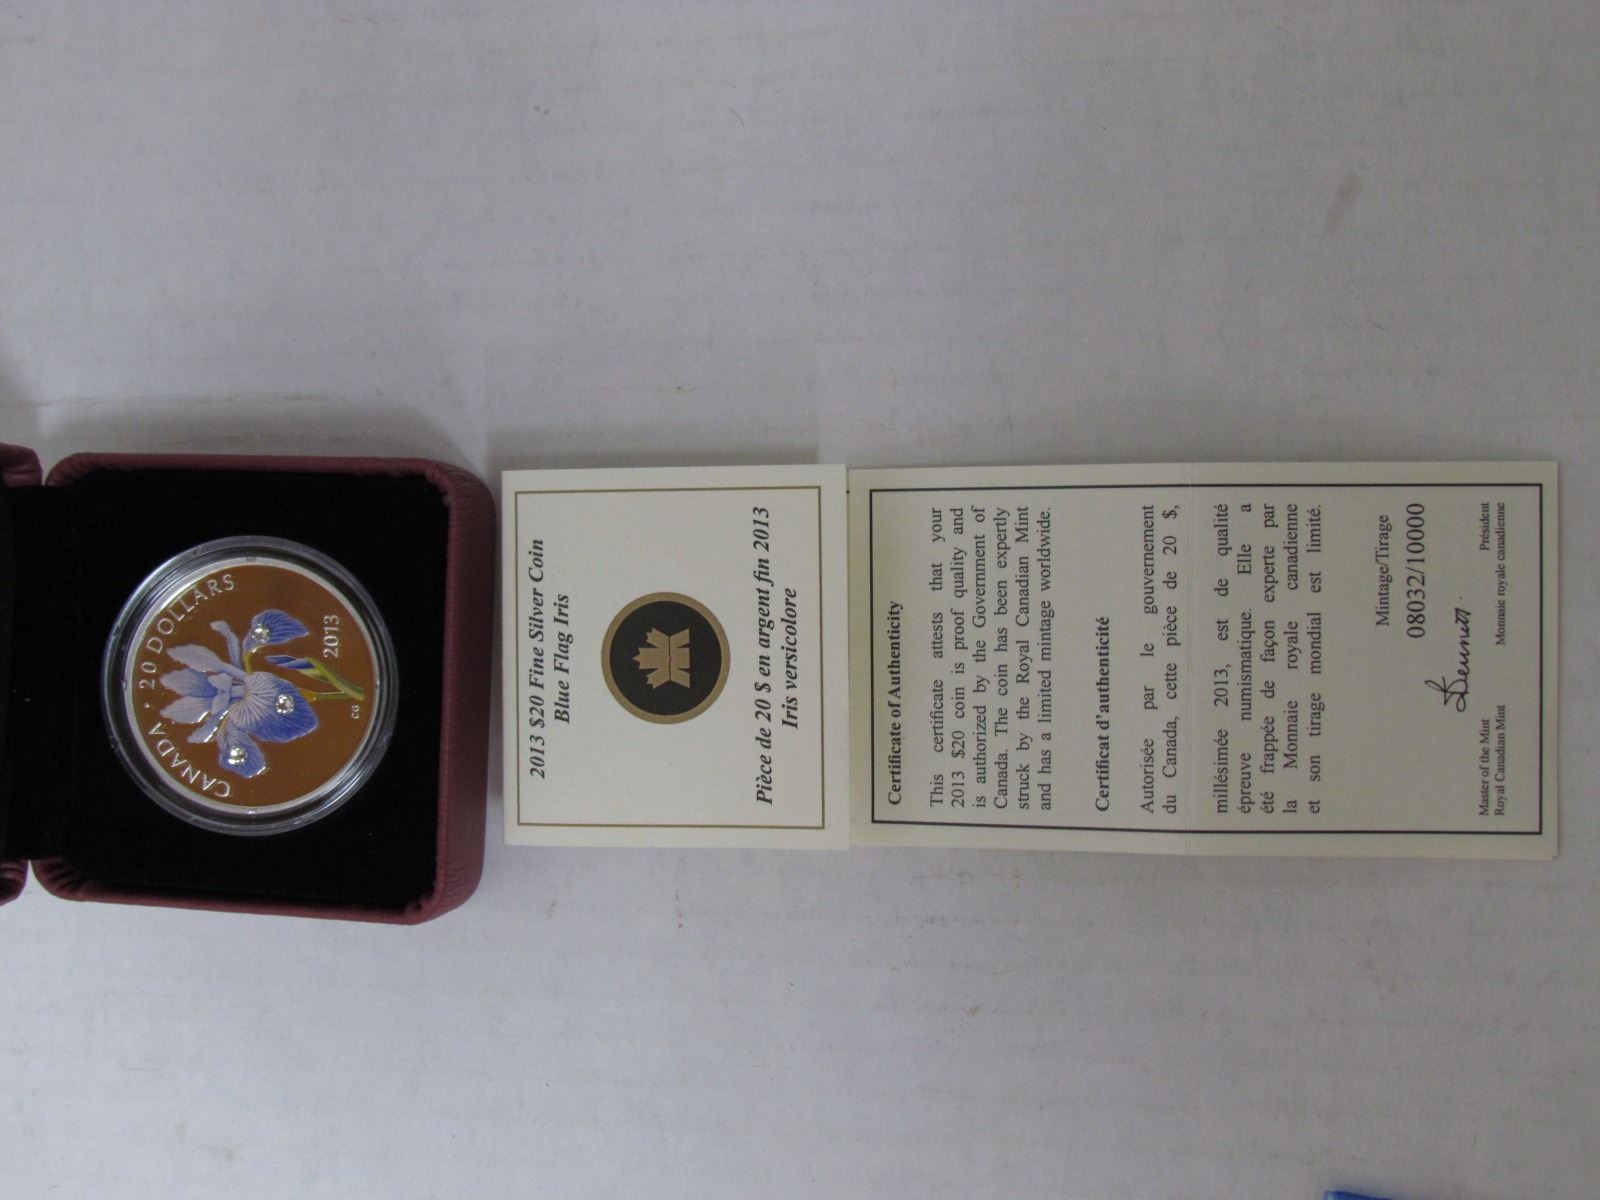 CANADA · 20 DOLLARS
2013
CG
2013 $20 Fine Silver Coin
Blue Flag Iris
Pièce de 20 $ en argent fin 2013
Iris versicolore
Certificate of Authenticity
This certificate attests that your
2013 $20 coin is proof quality and
is authorized by the Government of
Canada. The coin has been expertly
struck by the Royal Canadian Mint
and has a limited mintage worldwide.
Certificat d'authenticité
Autorisée par le gouvernement
du Canada, cette pièce de 20 $,
millésimée 2013, est de qualité
épreuve numismatique. Elle a
été frappée de façon experte par
la Monnaie royale canadienne
et son tirage mondial est limité.
Mintage/Tirage
08032/10000
Bennett
Master of the Mint
Royal Canadian Mint
Président
Monnaie royale canadienne